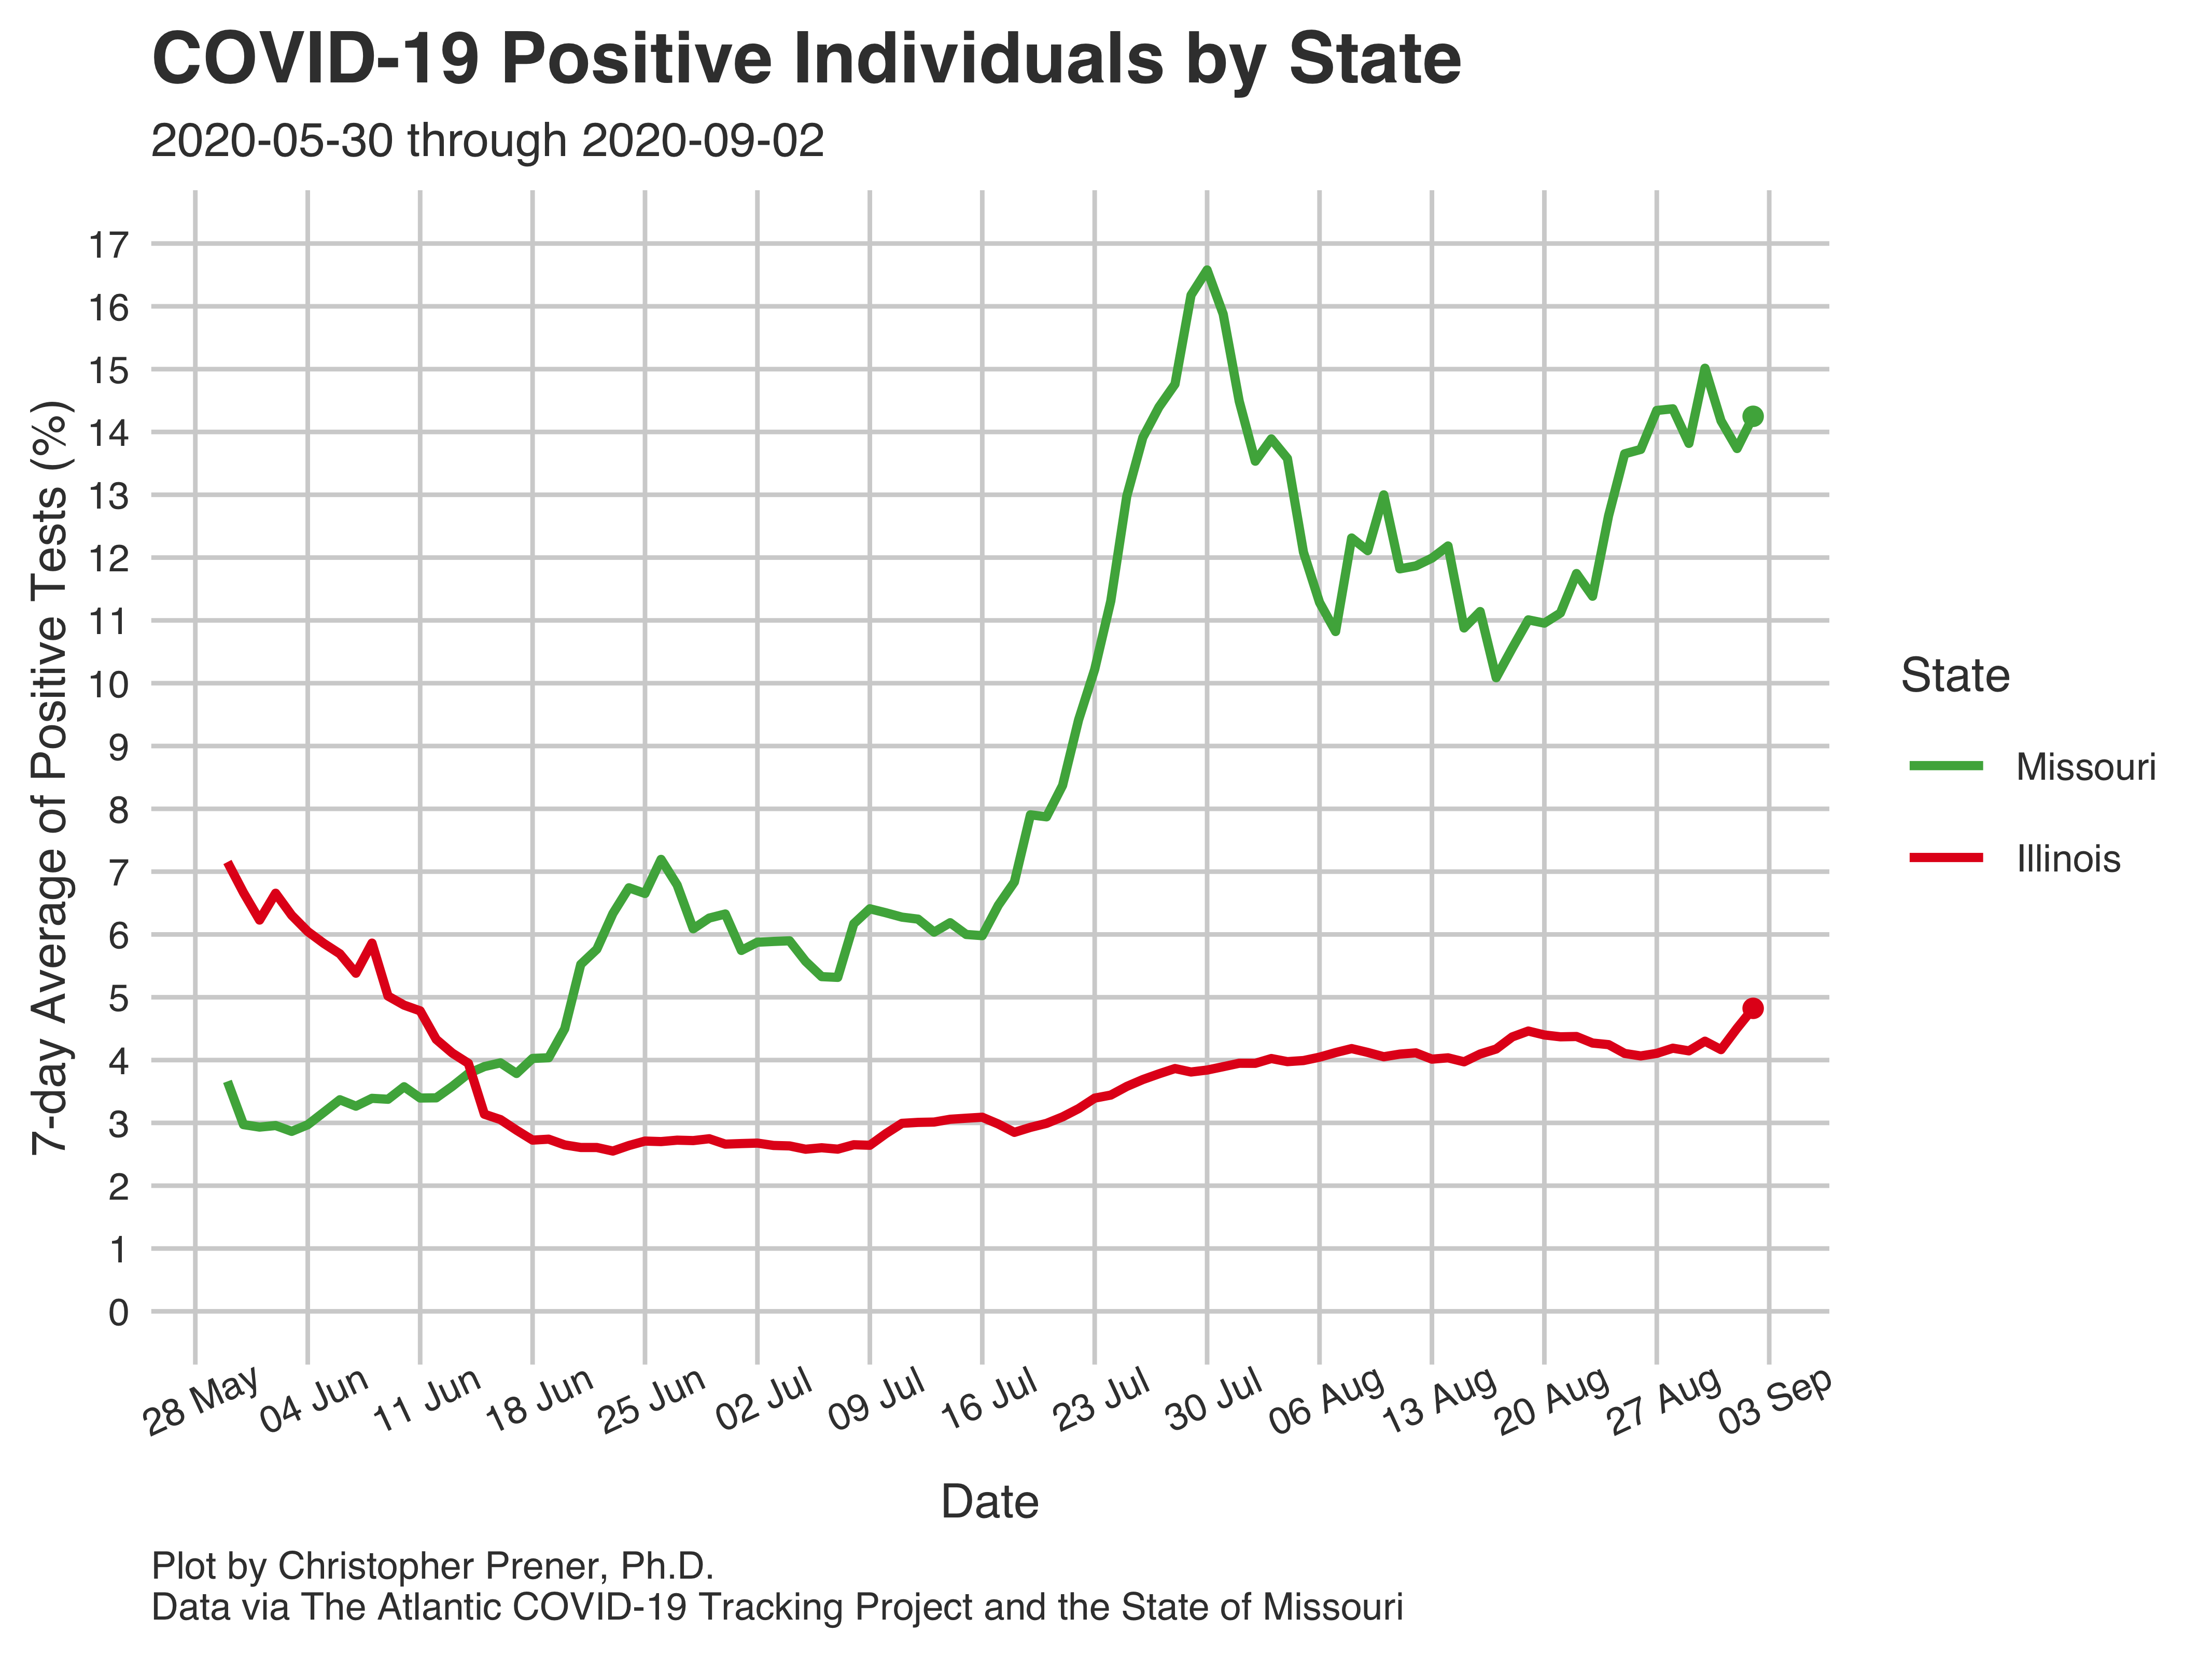 COVID-19 Positive Individuals by State
2020-05-30 through 2020-09-02
7-day Average of Positive Tests (%)
17
16
15
14
13
12
11
10
9
8
7
6
5
4
3
2
1
0
State
Missouri
Illinois
28 May
04 Jun
11 Jun
18 Jun
25 Jun
02 Jul
09 Jul
16 Jul
23 Jul
30 Jul
06 Aug
13 Aug
20 Aug
27 Aug
03 Sep
Date
Plot by Christopher Prener, Ph.D.
Data via The Atlantic COVID-19 Tracking Project and the State of Missouri